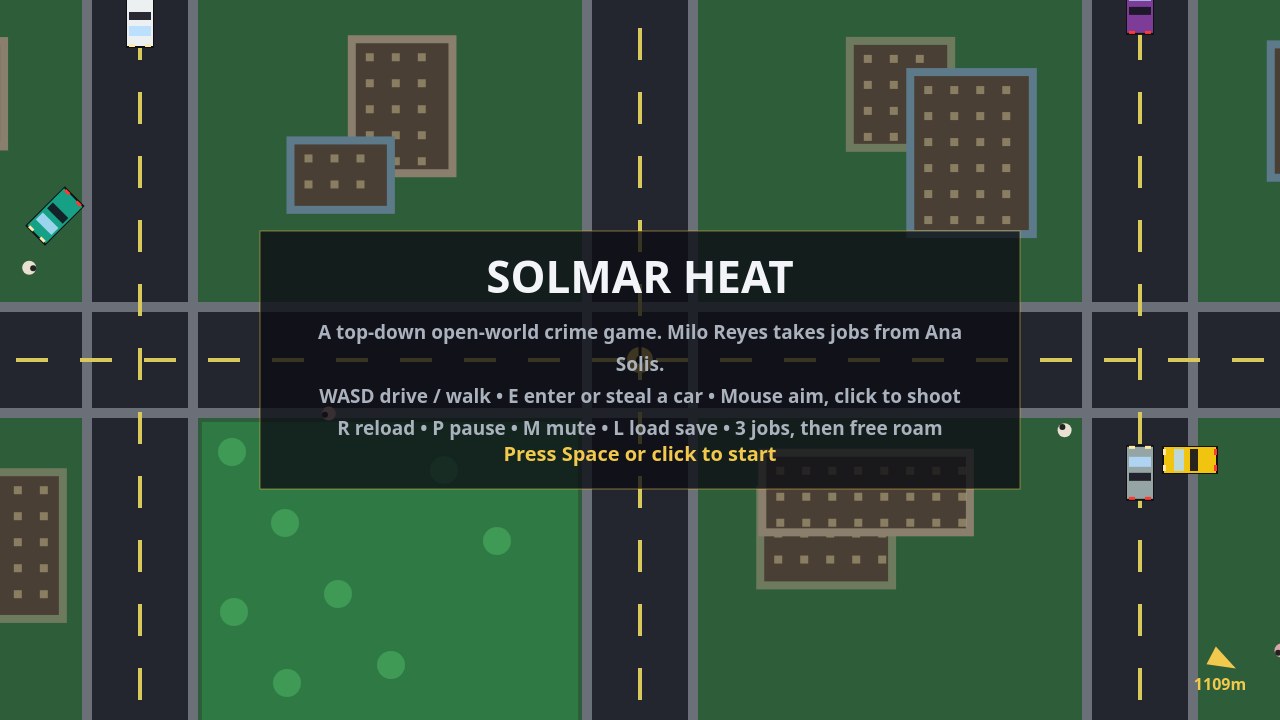 SOLMAR HEAT
A top-down open-world crime game. Milo Reyes takes jobs from Ana
Solis.
WASD drive / walk • E enter or steal a car • Mouse aim, click to shoot
R reload • P pause • M mute • L load save • 3 jobs, then free roam
Press Space or click to start
1109m